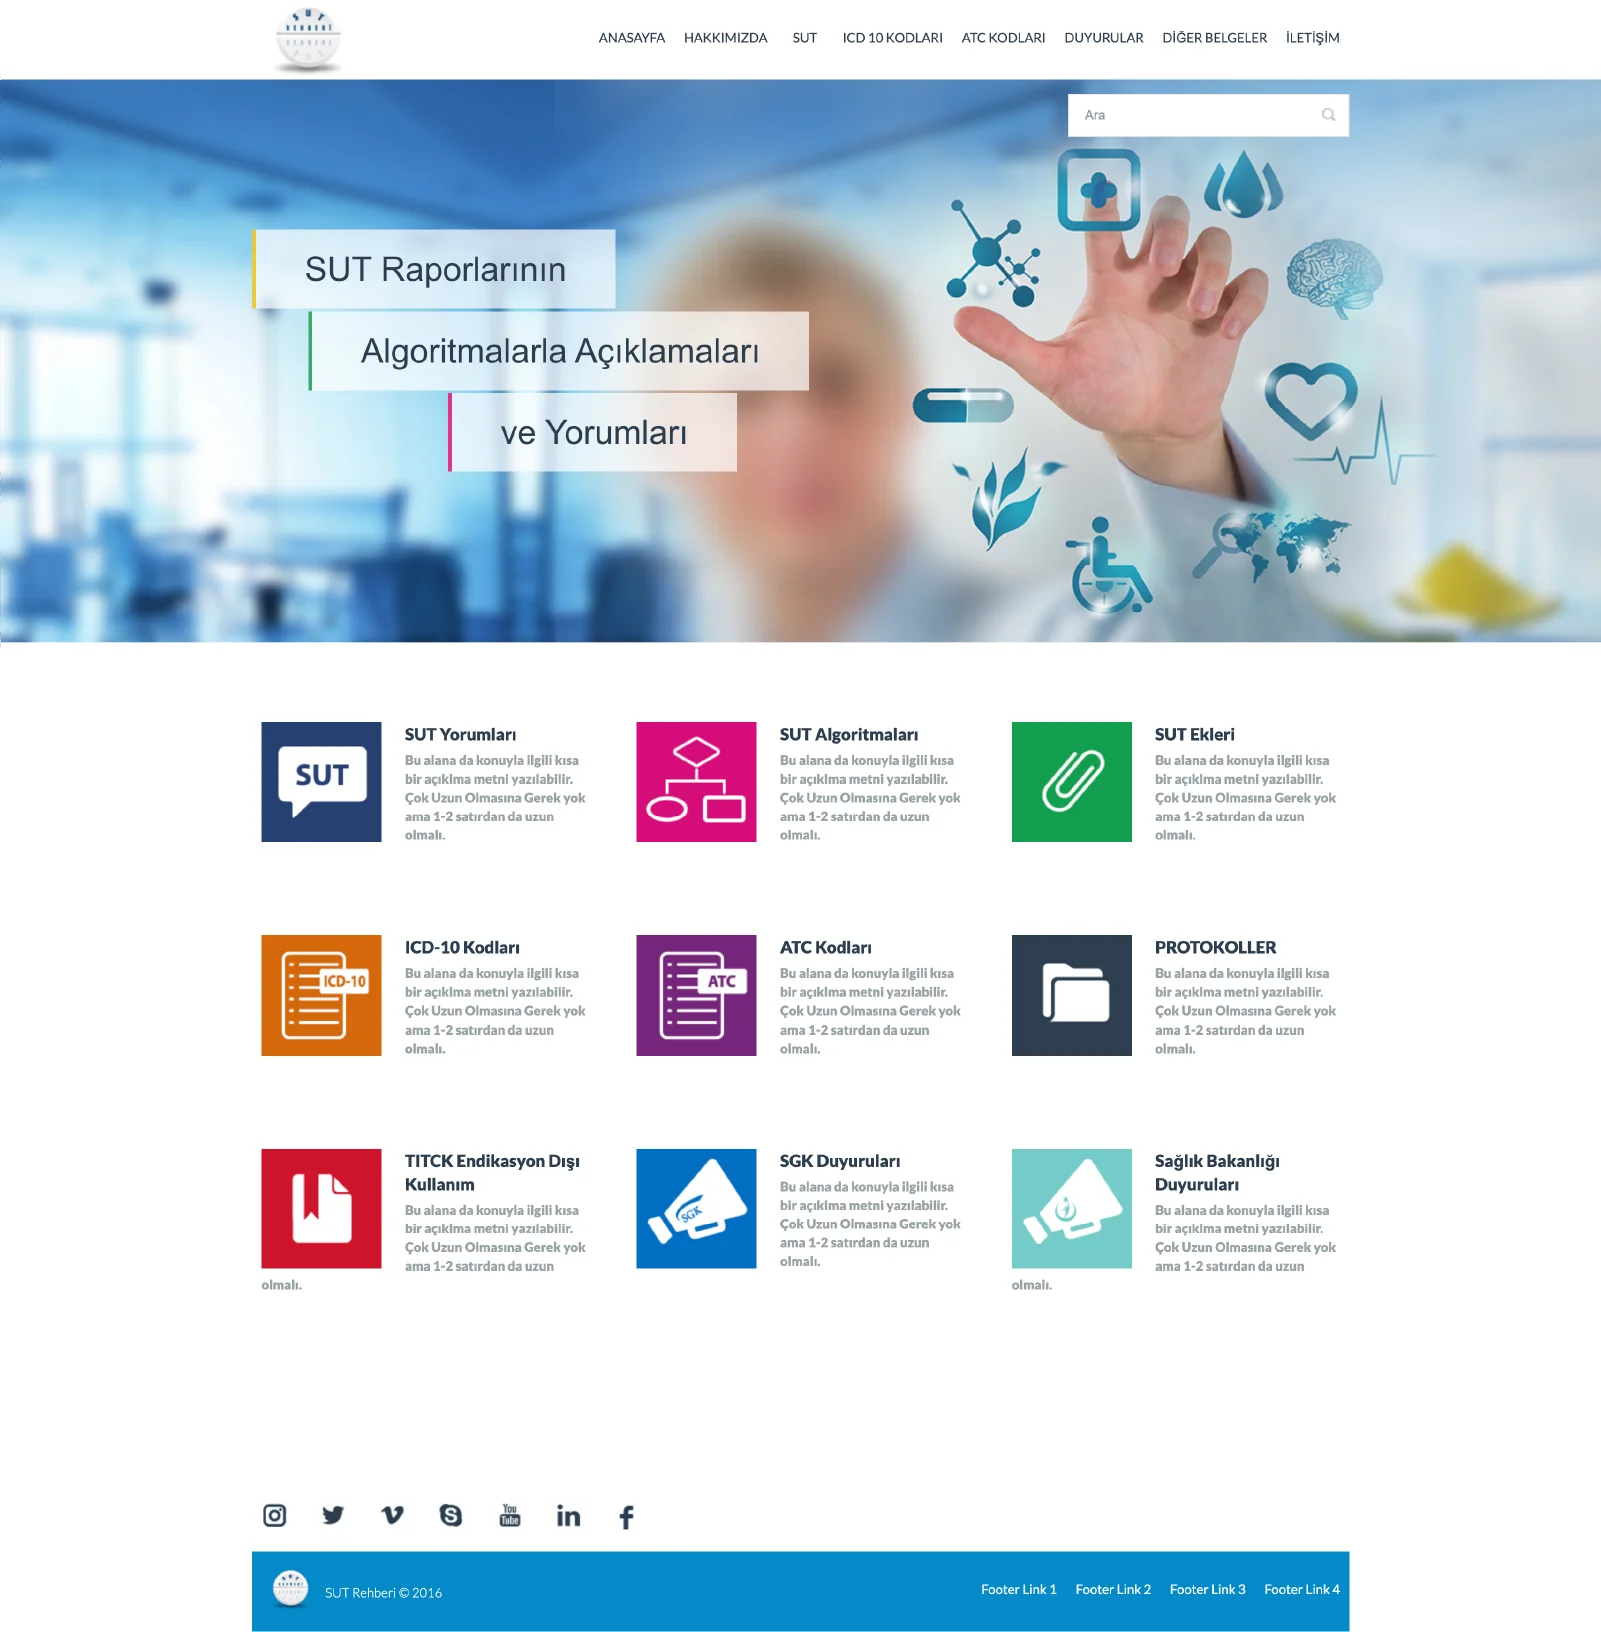 SUT
REHBERİ
ANASAYFA HAKKIMIZDA SUT ICD 10 KODLARI ATC KODLARI DUYURULAR DİĞER BELGELER İLETİŞİM
Ara
SUT Raporlarının
Algoritmalarla Açıklamaları
ve Yorumları
SUT
SUT Yorumları
Bu alana da konuyla ilgili kısa
bir açıklma metni yazılabilir.
Çok Uzun Olmasına Gerek yok
ama 1-2 satırdan da uzun
olmalı.
SUT Algoritmaları
Bu alana da konuyla ilgili kısa
bir açıklma metni yazılabilir.
Çok Uzun Olmasına Gerek yok
ama 1-2 satırdan da uzun
olmalı.
SUT Ekleri
Bu alana da konuyla ilgili kısa
bir açıklma metni yazılabilir.
Çok Uzun Olmasına Gerek yok
ama 1-2 satırdan da uzun
olmalı.
ICD-10
ICD-10 Kodları
Bu alana da konuyla ilgili kısa
bir açıklma metni yazılabilir.
Çok Uzun Olmasına Gerek yok
ama 1-2 satırdan da uzun
olmalı.
ATC
ATC Kodları
Bu alana da konuyla ilgili kısa
bir açıklma metni yazılabilir.
Çok Uzun Olmasına Gerek yok
ama 1-2 satırdan da uzun
olmalı.
PROTOKOLLER
Bu alana da konuyla ilgili kısa
bir açıklma metni yazılabilir.
Çok Uzun Olmasına Gerek yok
ama 1-2 satırdan da uzun
olmalı.
TITCK Endikasyon Dışı
Kullanım
Bu alana da konuyla ilgili kısa
bir açıklma metni yazılabilir.
Çok Uzun Olmasına Gerek yok
ama 1-2 satırdan da uzun
olmalı.
SGK
SGK Duyuruları
Bu alana da konuyla ilgili kısa
bir açıklma metni yazılabilir.
Çok Uzun Olmasına Gerek yok
ama 1-2 satırdan da uzun
olmalı.
Sağlık Bakanlığı
Duyuruları
Bu alana da konuyla ilgili kısa
bir açıklma metni yazılabilir.
Çok Uzun Olmasına Gerek yok
ama 1-2 satırdan da uzun
olmalı.
You
Tube
in
SUT
REHBERİ
SUT Rehberi © 2016
Footer Link 1 Footer Link 2 Footer Link 3 Footer Link 4